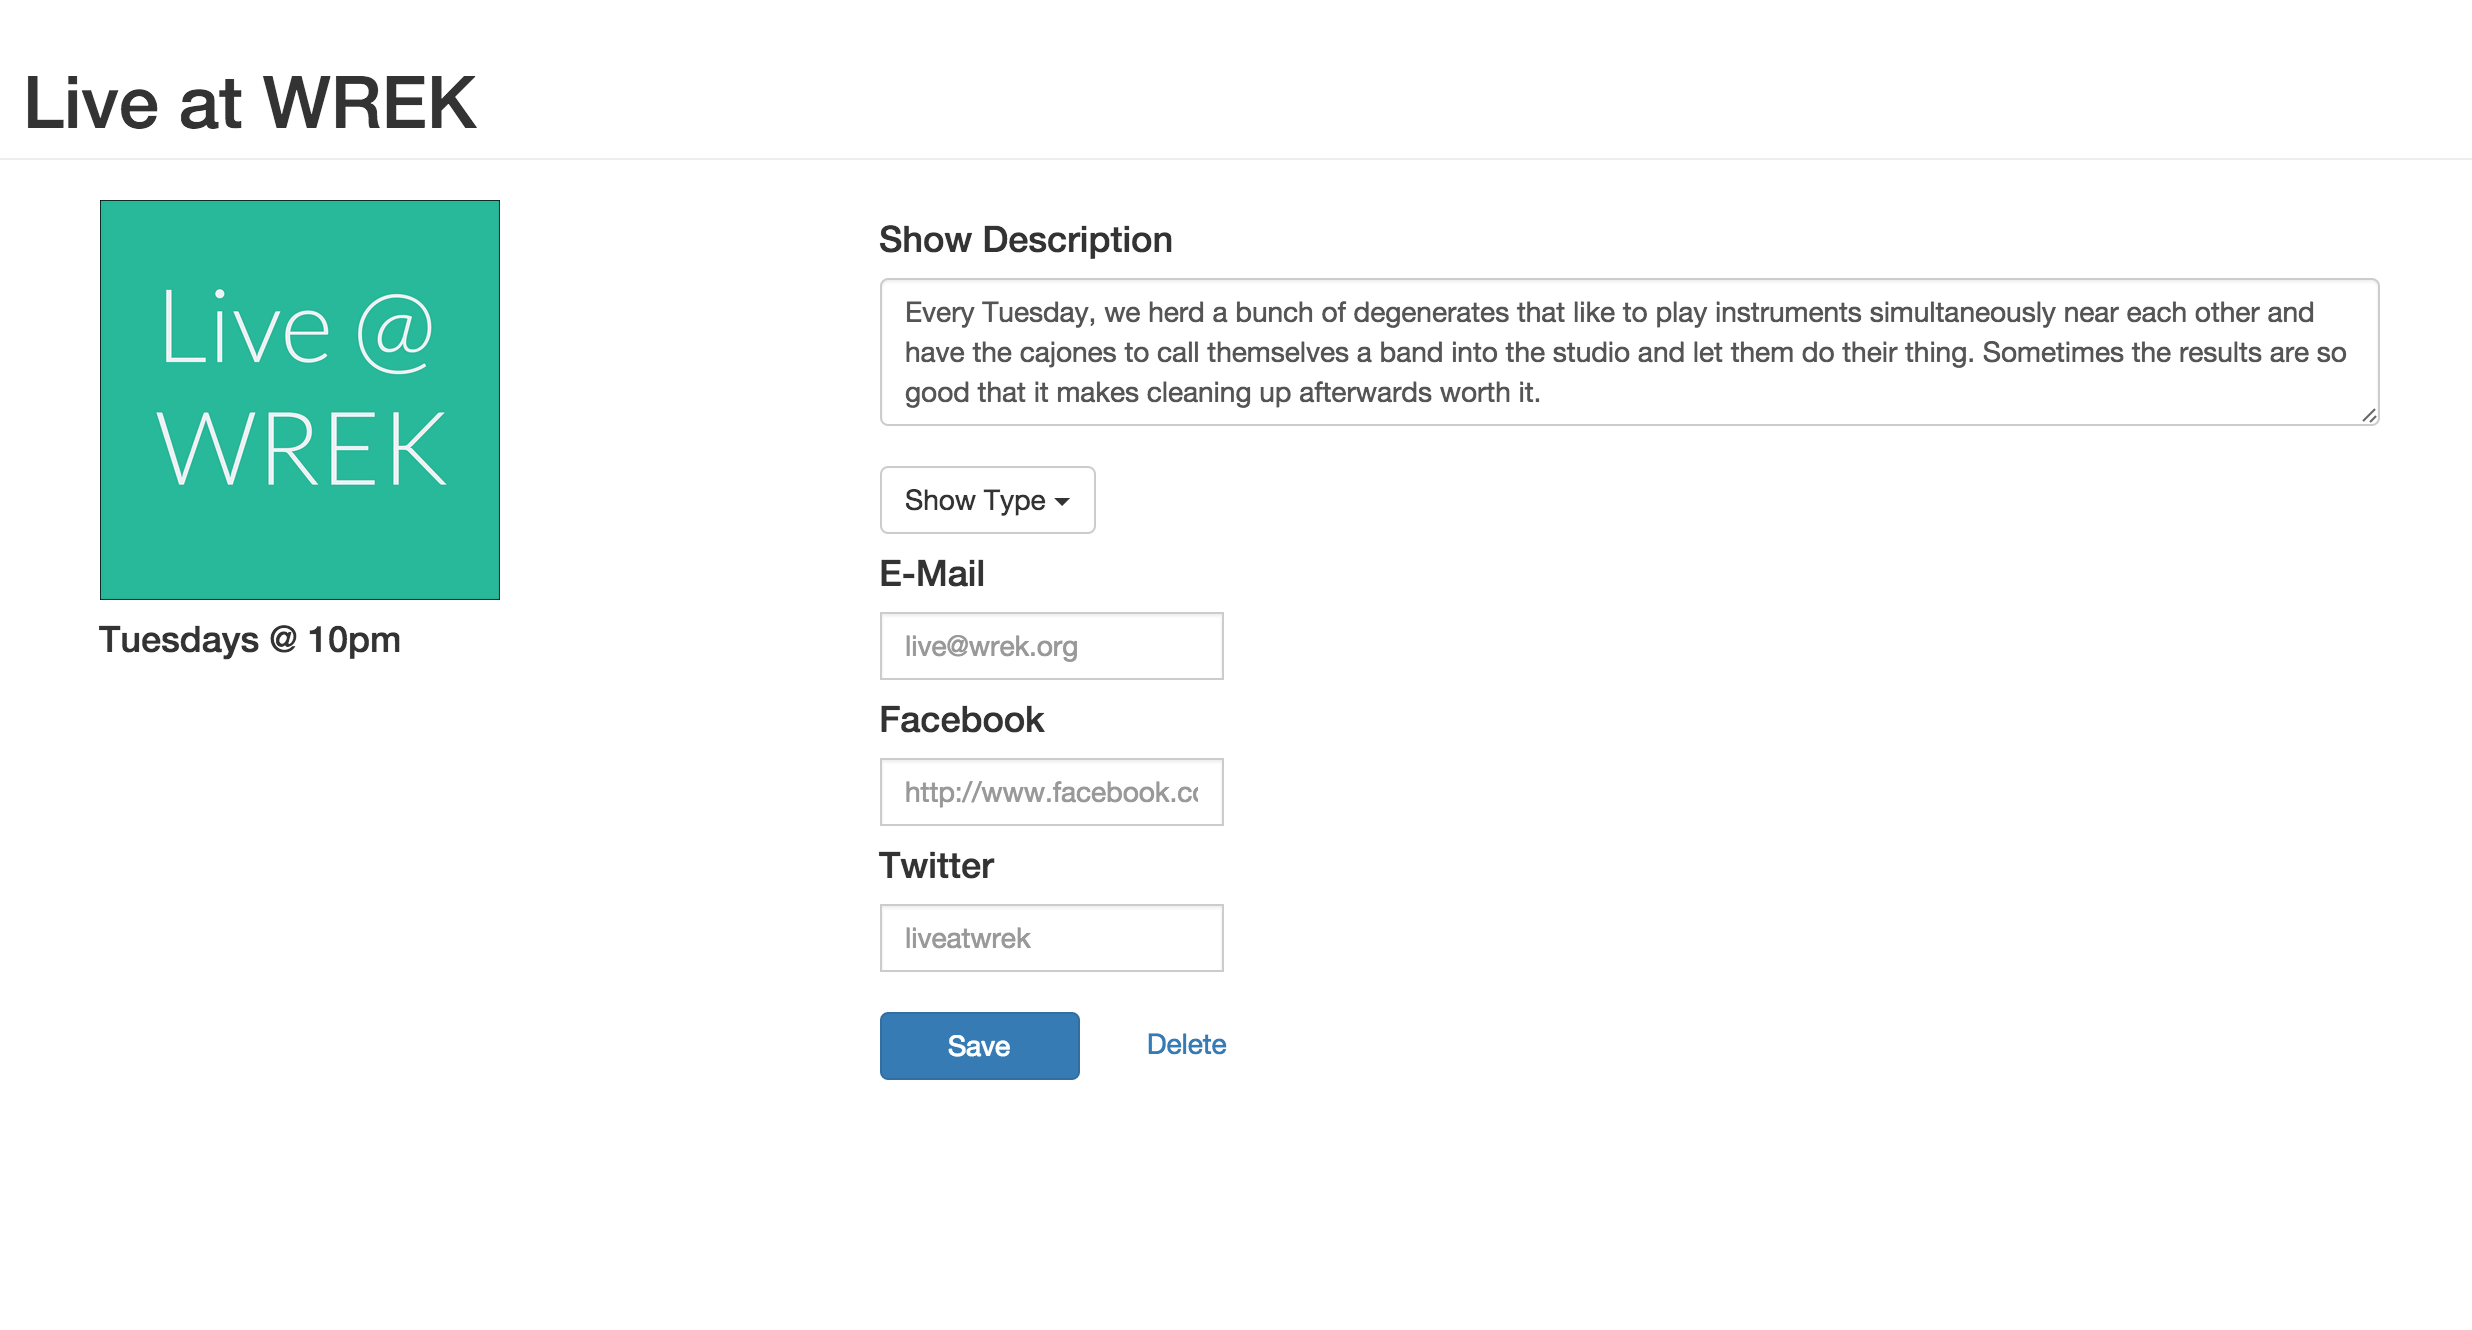 Live at WREK
Live @
WREK
Tuesdays @ 10pm
Show Description
Every Tuesday, we herd a bunch of degenerates that like to play instruments simultaneously near each other and
have the cajones to call themselves a band into the studio and let them do their thing. Sometimes the results are so
good that it makes cleaning up afterwards worth it.
Show Type
E-Mail
live@wrek.org
Facebook
http://www.facebook.co
Twitter
liveatwrek
Save
Delete